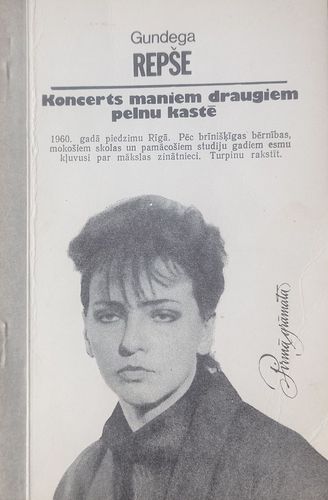 Gundega
REPŠE
Koncerts maniem draugiem
pelnu kastē
1960. gadā piedzimu Rīgā. Pēc brīnišķīgas bērnības,
mokošiem skolas un pamācošiem studiju gadiem esmu
kļuvusi par mākslas zinātnieci. Turpinu rakstīt.
Pirmā grāmata